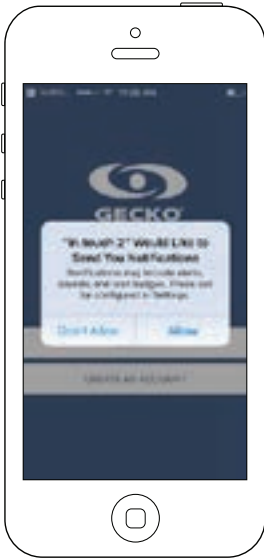 GECKO
"in.touch 2" Would Like to
Send You Notifications
Notifications may include alerts,
sounds, and icon badges. These can
be configured in Settings.
Don't Allow Allow
CREATE AN ACCOUNT